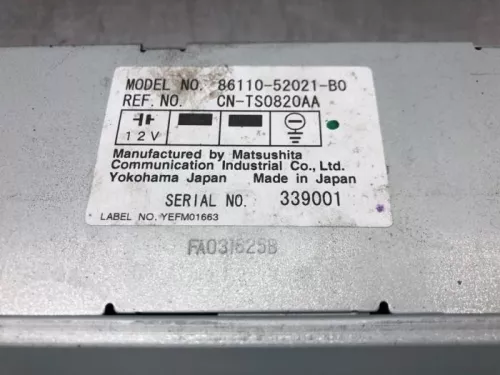 MODEL NO. 86110-52021-B0
REF. NO. CN-TS0820AA
12V
Manufactured by Matsushita
Communication Industrial Co., Ltd.
Yokohama Japan Made in Japan
SERIAL NO. 339001
LABEL NO. YEFM01663
FA031625B